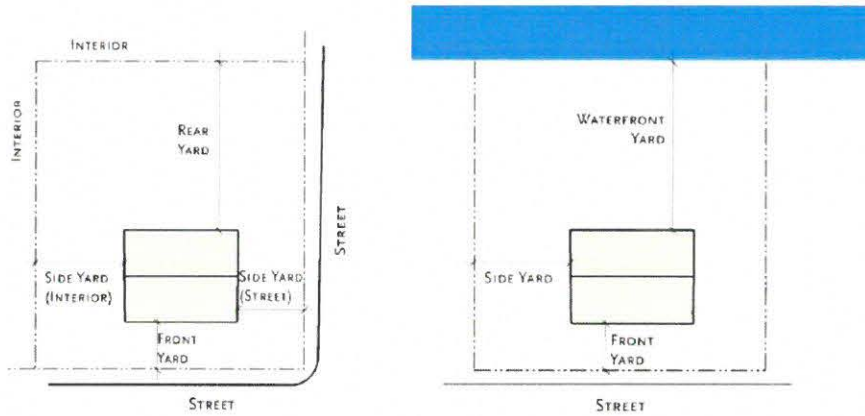 INTERIOR
INTERIOR
REAR
YARD
STREET
SIDE YARD
(INTERIOR)
SIDE YARD
(STREET)
FRONT
YARD
STREET
WATERFRONT
YARD
SIDE YARD
FRONT
YARD
STREET